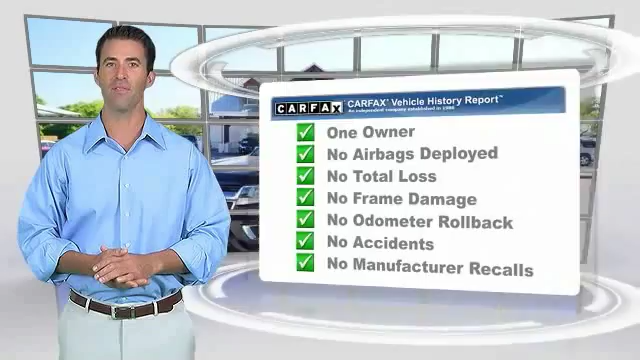 CARFAX CARFAX® Vehicle History Report™
An independent company established in 1986
One Owner
No Airbags Deployed
No Total Loss
No Frame Damage
No Odometer Rollback
No Accidents
No Manufacturer Recalls